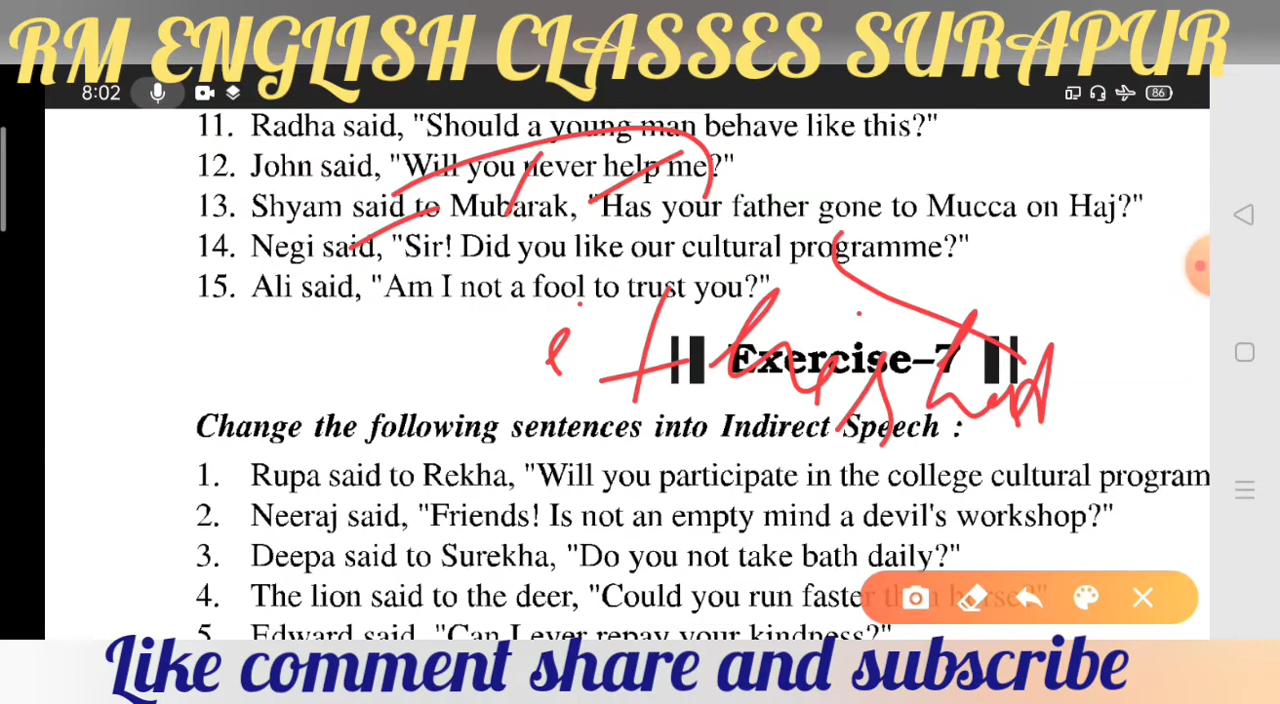 RM ENGLISH CLASSES SURAPUR
8:02
86
11. Radha said, "Should a young man behave like this?"
12. John said, "Will you never help me?"
13. Shyam said to Mubarak, "Has your father gone to Mucca on Haj?"
14. Negi said, "Sir! Did you like our cultural programme?"
15. Ali said, "Am I not a fool to trust you?"
Exercise-7
Change the following sentences into Indirect Speech :
1. Rupa said to Rekha, "Will you participate in the college cultural program
2. Neeraj said, "Friends! Is not an empty mind a devil's workshop?"
3. Deepa said to Surekha, "Do you not take bath daily?"
4. The lion said to the deer, "Could you run faster than horse?"
5. Edward said, "Can I ever repay your kindness?"
Like comment share and subscribe